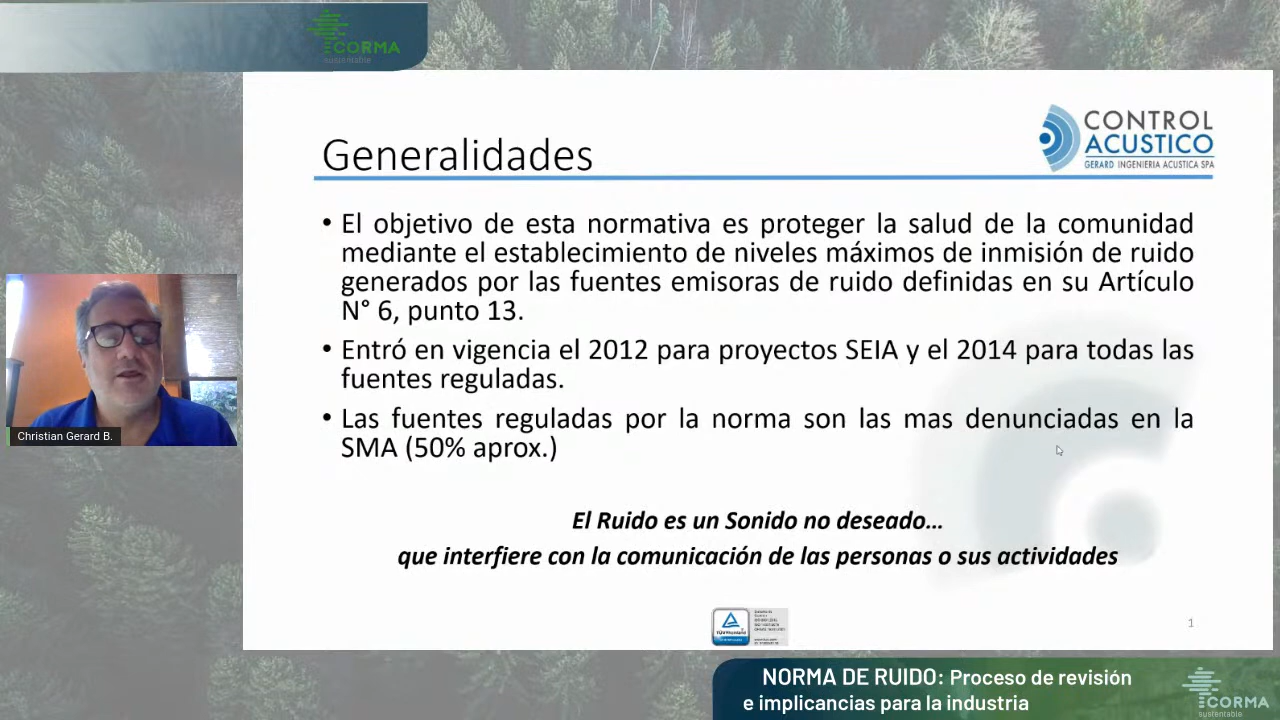 CORMA
sustentable
Generalidades
CONTROL
ACUSTICO
GERARD INGENIERIA ACUSTICA SPA
• El objetivo de esta normativa es proteger la salud de la comunidad
mediante el establecimiento de niveles máximos de inmisión de ruido
generados por las fuentes emisoras de ruido definidas en su Artículo
N° 6, punto 13.
• Entró en vigencia el 2012 para proyectos SEIA y el 2014 para todas las
fuentes reguladas.
• Las fuentes reguladas por la norma son las mas denunciadas en la
SMA (50% aprox.)
Christian Gerard B.
El Ruido es un Sonido no deseado...
que interfiere con la comunicación de las personas o sus actividades
1
NORMA DE RUIDO: Proceso de revisión
e implicancias para la industria
CORMA
sustentable